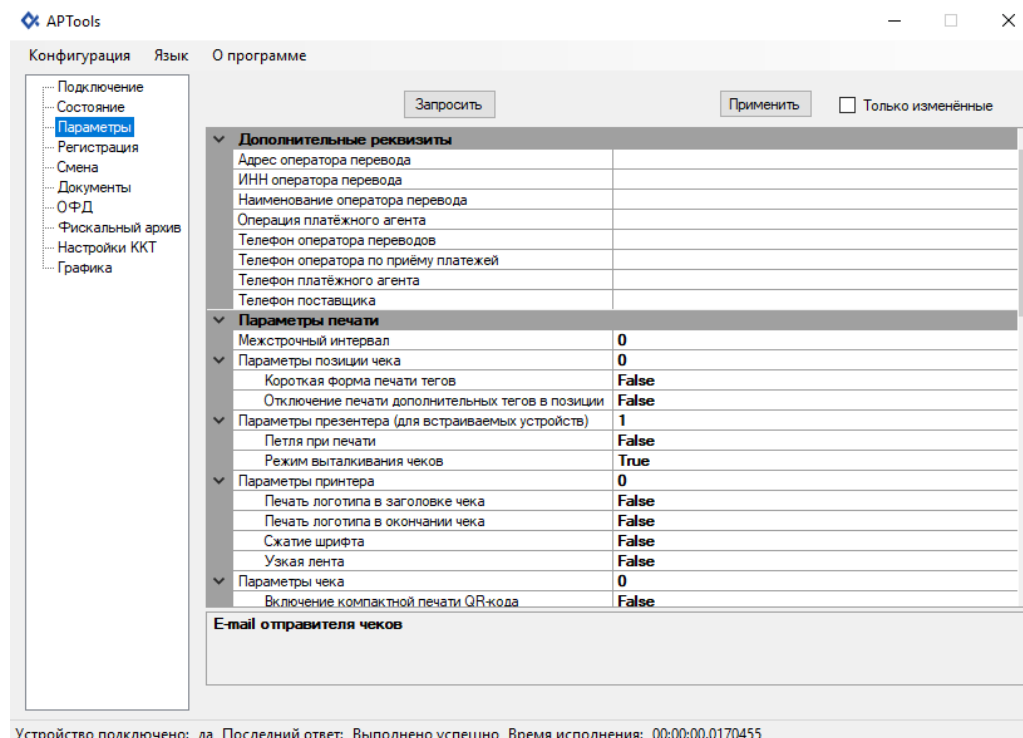 APTools
Конфигурация Язык О программе
Подключение
Состояние
Параметры
Регистрация
Смена
Документы
ОФД
Фискальный архив
Настройки ККТ
Графика
Запросить Применить Только изменённые
Дополнительные реквизиты
Адрес оператора перевода
ИНН оператора перевода
Наименование оператора перевода
Операция платёжного агента
Телефон оператора переводов
Телефон оператора по приёму платежей
Телефон платёжного агента
Телефон поставщика
Параметры печати
Межстрочный интервал 0
Параметры позиции чека 0
Короткая форма печати тегов False
Отключение печати дополнительных тегов в позиции False
Параметры презентера (для встраиваемых устройств) 1
Петля при печати False
Режим выталкивания чеков True
Параметры принтера 0
Печать логотипа в заголовке чека False
Печать логотипа в окончании чека False
Сжатие шрифта False
Узкая лента False
Параметры чека 0
Включение компактной печати QR-кода False
E-mail отправителя чеков
Устройство подключено: да Последний ответ: Выполнено успешно Время исполнения: 00:00:00.0170455